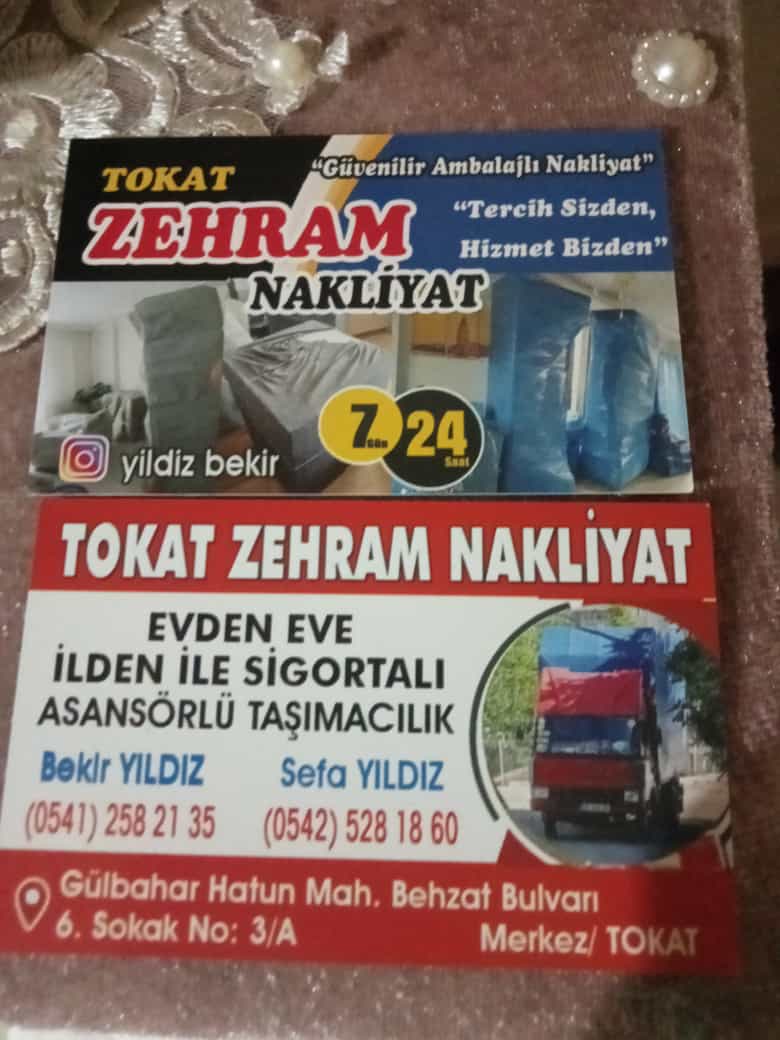 TOKAT
ZEHRAM
NAKLİYAT
"Güvenilir Ambalajlı Nakliyat"
"Tercih Sizden,
Hizmet Bizden"
7 Gün 24 Saat
yildiz bekir
TOKAT ZEHRAM NAKLİYAT
EVDEN EVE
İLDEN İLE SİGORTALI
ASANSÖRLÜ TAŞIMACILIK
Bekir YILDIZ Sefa YILDIZ
(0541) 258 21 35 (0542) 528 18 60
Gülbahar Hatun Mah. Behzat Bulvarı
6. Sokak No: 3/A Merkez/ TOKAT